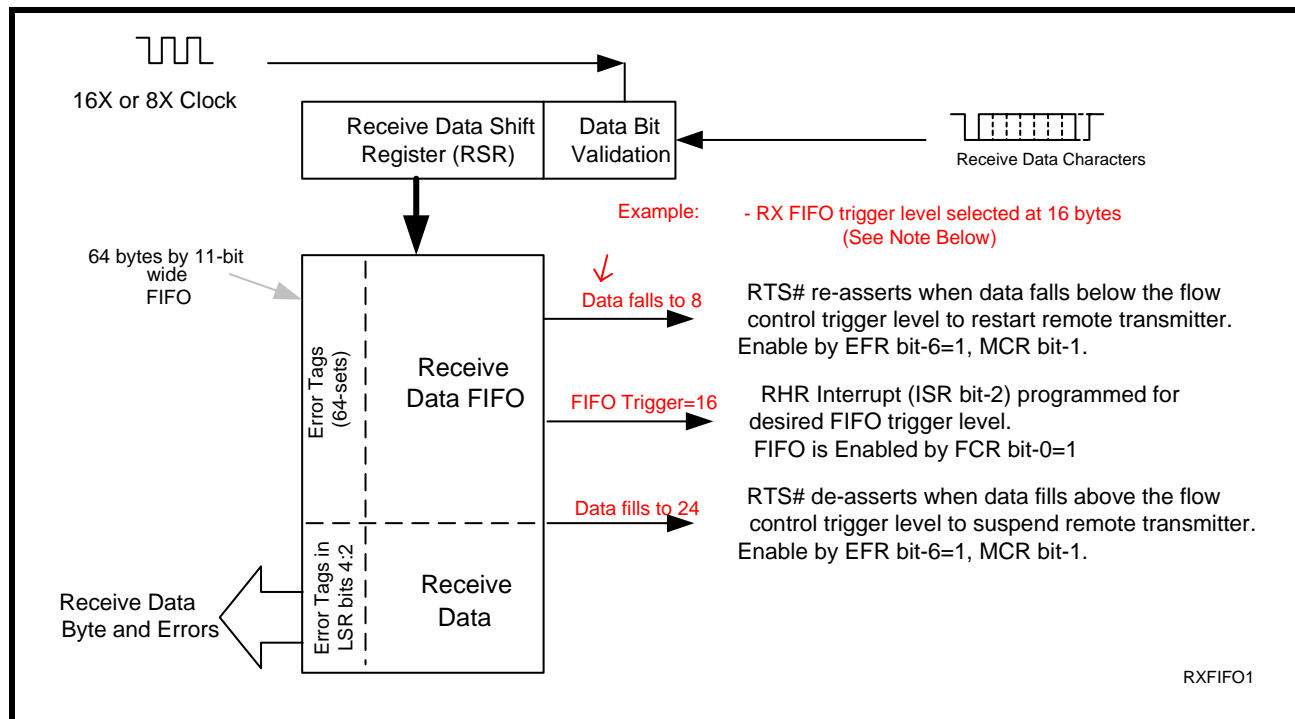 16X or 8X Clock
Receive Data Shift
Register (RSR)
Data Bit
Validation
Receive Data Characters
Example:
- RX FIFO trigger level selected at 16 bytes
(See Note Below)
64 bytes by 11-bit
wide
FIFO
Error Tags
(64-sets)
Receive
Data FIFO
Data falls to 8
RTS# re-asserts when data falls below the flow
control trigger level to restart remote transmitter.
Enable by EFR bit-6=1, MCR bit-1.
FIFO Trigger=16
RHR Interrupt (ISR bit-2) programmed for
desired FIFO trigger level.
FIFO is Enabled by FCR bit-0=1
Data fills to 24
RTS# de-asserts when data fills above the flow
control trigger level to suspend remote transmitter.
Enable by EFR bit-6=1, MCR bit-1.
Error Tags in
LSR bits 4:2
Receive
Data
Receive Data
Byte and Errors
RXFIFO1